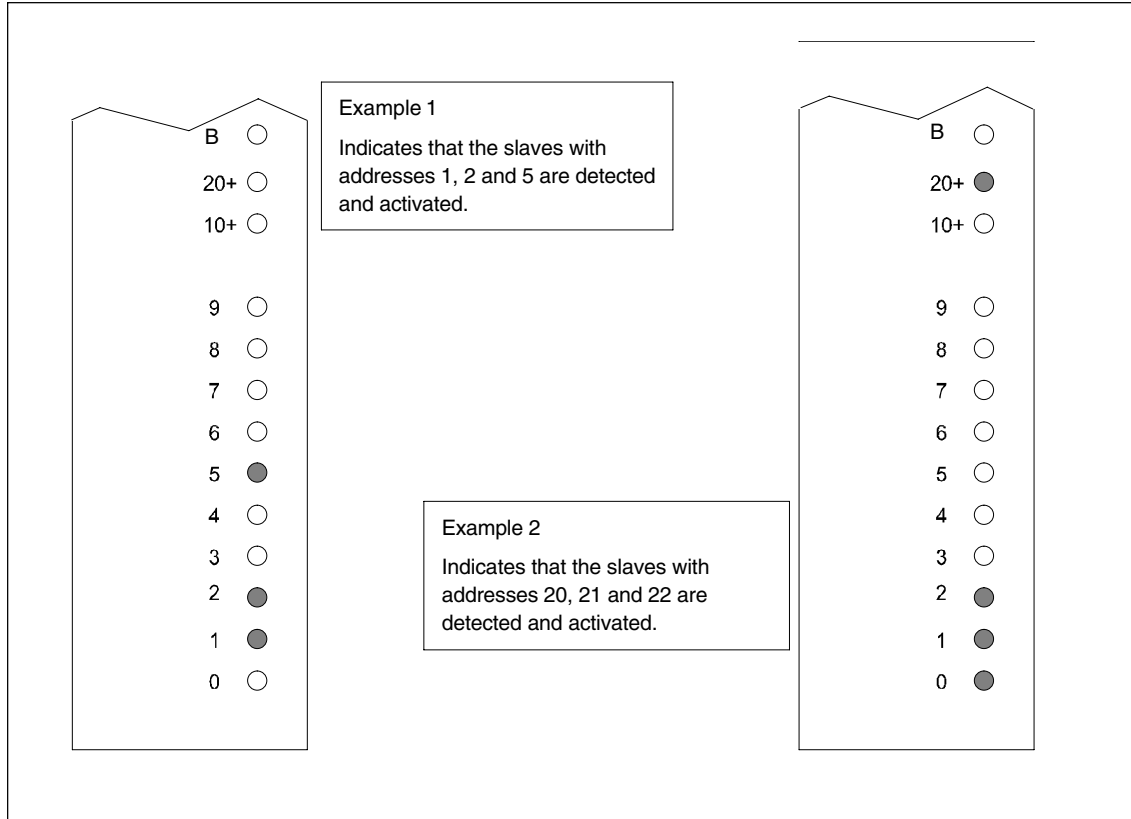 B
20+
10+
9
8
7
6
5
4
3
2
1
0
Example 1
Indicates that the slaves with
addresses 1, 2 and 5 are detected
and activated.
Example 2
Indicates that the slaves with
addresses 20, 21 and 22 are
detected and activated.
B
20+
10+
9
8
7
6
5
4
3
2
1
0